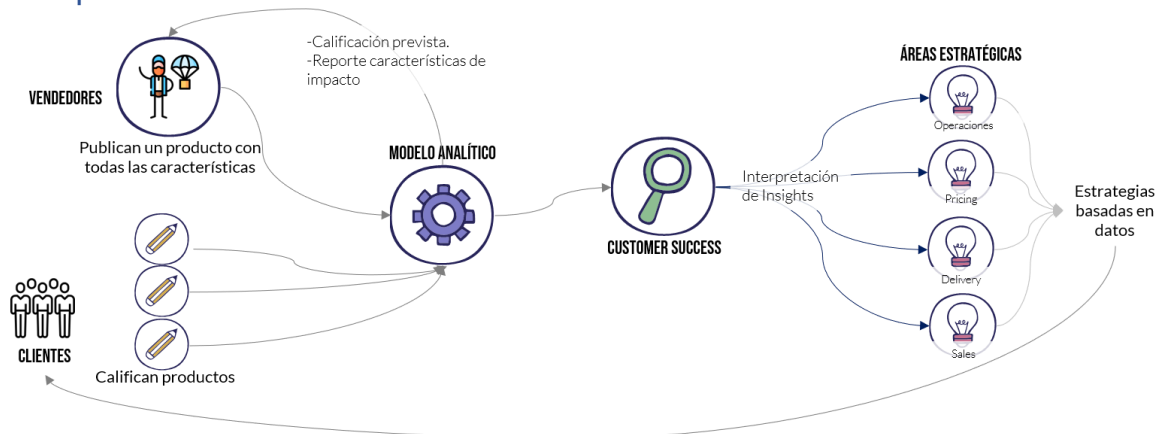 -Calificación prevista.
-Reporte características de
impacto
VENDEDORES
Publican un producto con
todas las características
MODELO ANALÍTICO
CLIENTES
Califican productos
CUSTOMER SUCCESS
Interpretación
de Insights
ÁREAS ESTRATÉGICAS
Operaciones
Pricing
Delivery
Sales
Estrategias
basadas en
datos